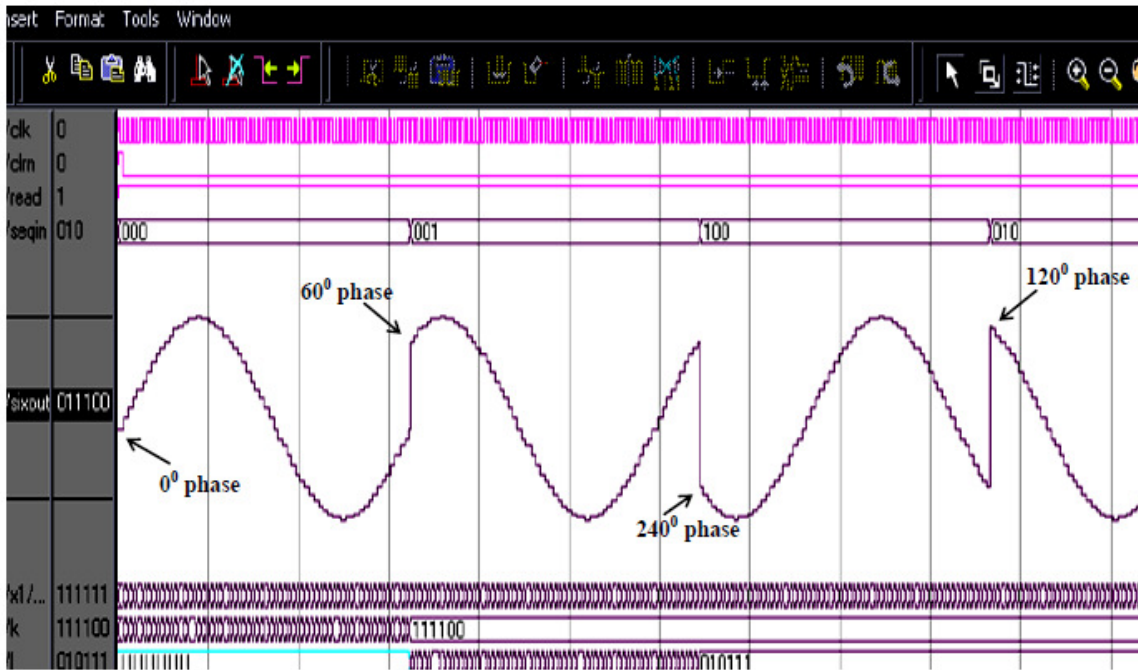 nsert Format Tools Window
/clk 0
/clrn 0
/read 1
/seqin 010 000 001 100 010
60⁰ phase
120⁰ phase
/sixout 011100
0⁰ phase
240⁰ phase
/x1/... 111111
/k 111100 111100
010111 010111